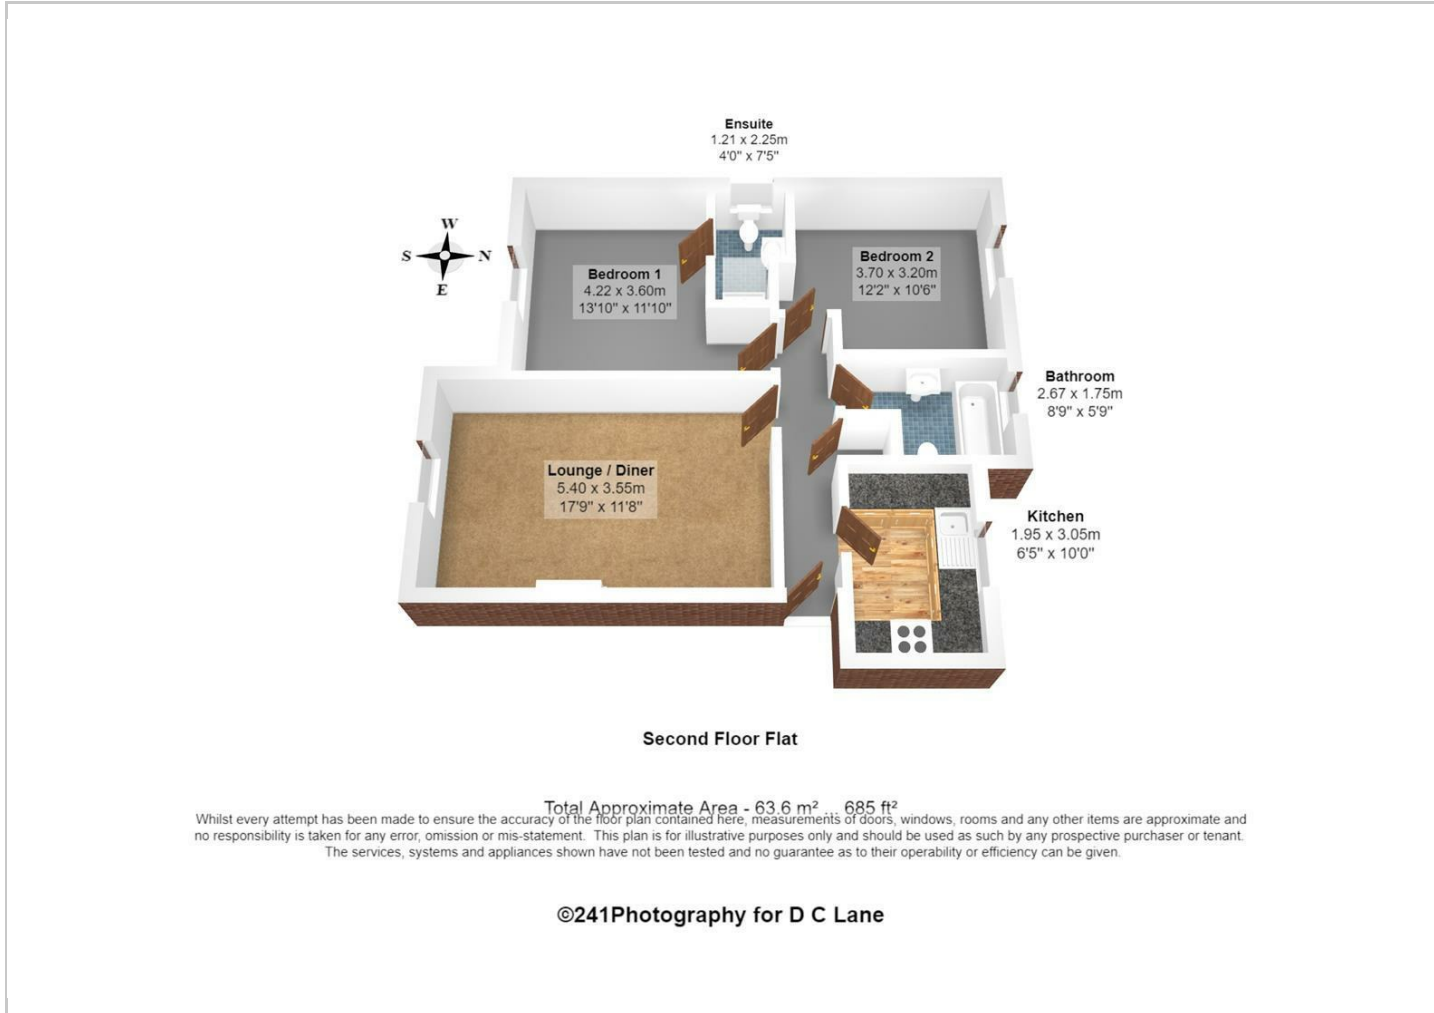 Ensuite
1.21 x 2.25m
4'0" x 7'5"
W
S N
E
Bedroom 1
4.22 x 3.60m
13'10" x 11'10"
Bedroom 2
3.70 x 3.20m
12'2" x 10'6"
Bathroom
2.67 x 1.75m
8'9" x 5'9"
Lounge / Diner
5.40 x 3.55m
17'9" x 11'8"
Kitchen
1.95 x 3.05m
6'5" x 10'0"
Second Floor Flat
Total Approximate Area - 63.6 m² ... 685 ft²
Whilst every attempt has been made to ensure the accuracy of the floor plan contained here, measurements of doors, windows, rooms and any other items are approximate and
no responsibility is taken for any error, omission or mis-statement. This plan is for illustrative purposes only and should be used as such by any prospective purchaser or tenant.
The services, systems and appliances shown have not been tested and no guarantee as to their operability or efficiency can be given.
©241Photography for D C Lane